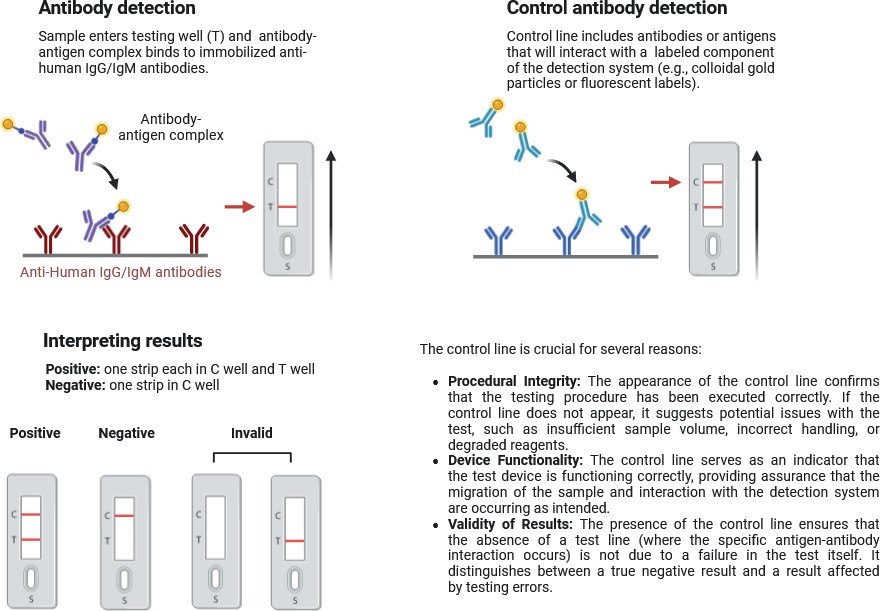 Antibody detection
Sample enters testing well (T) and antibody-
antigen complex binds to immobilized anti-
human IgG/IgM antibodies.
Antibody-
antigen complex
C
T
S
Anti-Human IgG/IgM antibodies
Control antibody detection
Control line includes antibodies or antigens
that will interact with a labeled component
of the detection system (e.g., colloidal gold
particles or fluorescent labels).
C
T
S
Interpreting results
Positive: one strip each in C well and T well
Negative: one strip in C well
Positive
Negative
Invalid
C
T
S
C
T
S
C
T
S
C
T
S
The control line is crucial for several reasons:
• Procedural Integrity: The appearance of the control line confirms
that the testing procedure has been executed correctly. If the
control line does not appear, it suggests potential issues with the
test, such as insufficient sample volume, incorrect handling, or
degraded reagents.
• Device Functionality: The control line serves as an indicator that
the test device is functioning correctly, providing assurance that the
migration of the sample and interaction with the detection system
are occurring as intended.
• Validity of Results: The presence of the control line ensures that
the absence of a test line (where the specific antigen-antibody
interaction occurs) is not due to a failure in the test itself. It
distinguishes between a true negative result and a result affected
by testing errors.